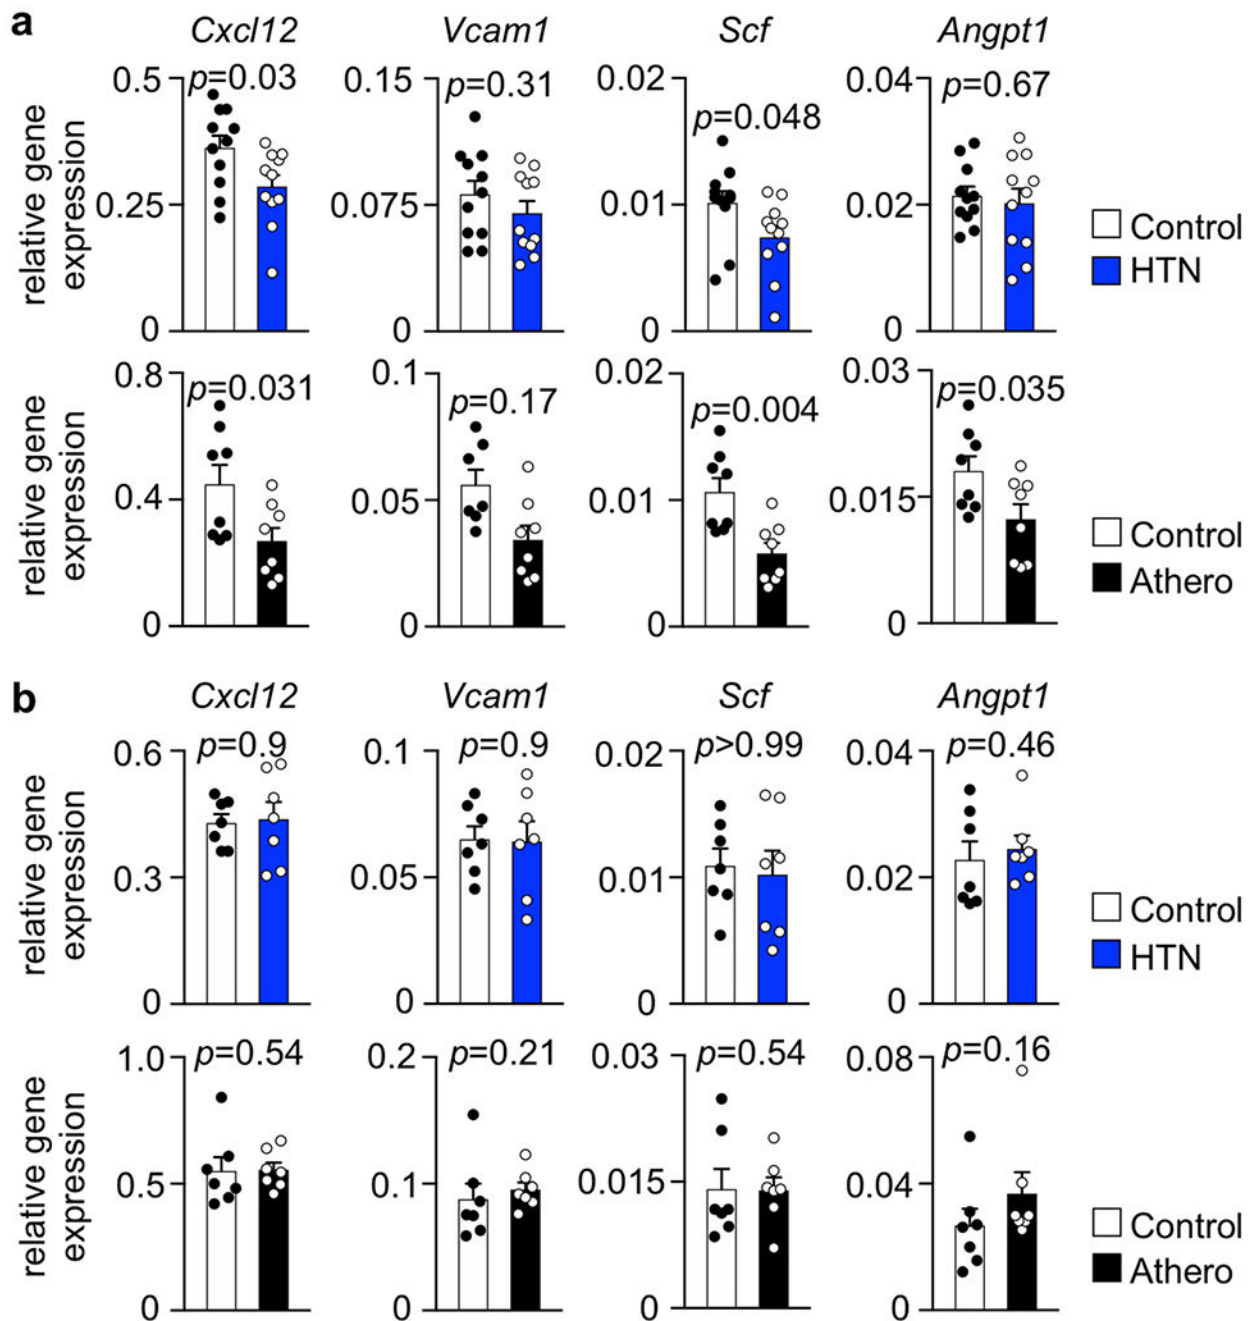 a
Cxcl12 Vcam1 Scf Angpt1
relative gene
expression
0.5
0.25
0
p=0.03
0.15
0.075
0
p=0.31
0.02
0.01
0
p=0.048
0.04
0.02
0
p=0.67
Control
HTN
relative gene
expression
0.8
0.4
0
p=0.031
0.1
0.05
0
p=0.17
0.02
0.01
0
p=0.004
0.03
0.015
0
p=0.035
Control
Athero
b
Cxcl12 Vcam1 Scf Angpt1
relative gene
expression
0.6
0.3
0
p=0.9
0.1
0.05
0
p=0.9
0.02
0.01
0
p>0.99
0.04
0.02
0
p=0.46
Control
HTN
relative gene
expression
1.0
0.5
0
p=0.54
0.2
0.1
0
p=0.21
0.03
0.015
0
p=0.54
0.08
0.04
0
p=0.16
Control
Athero